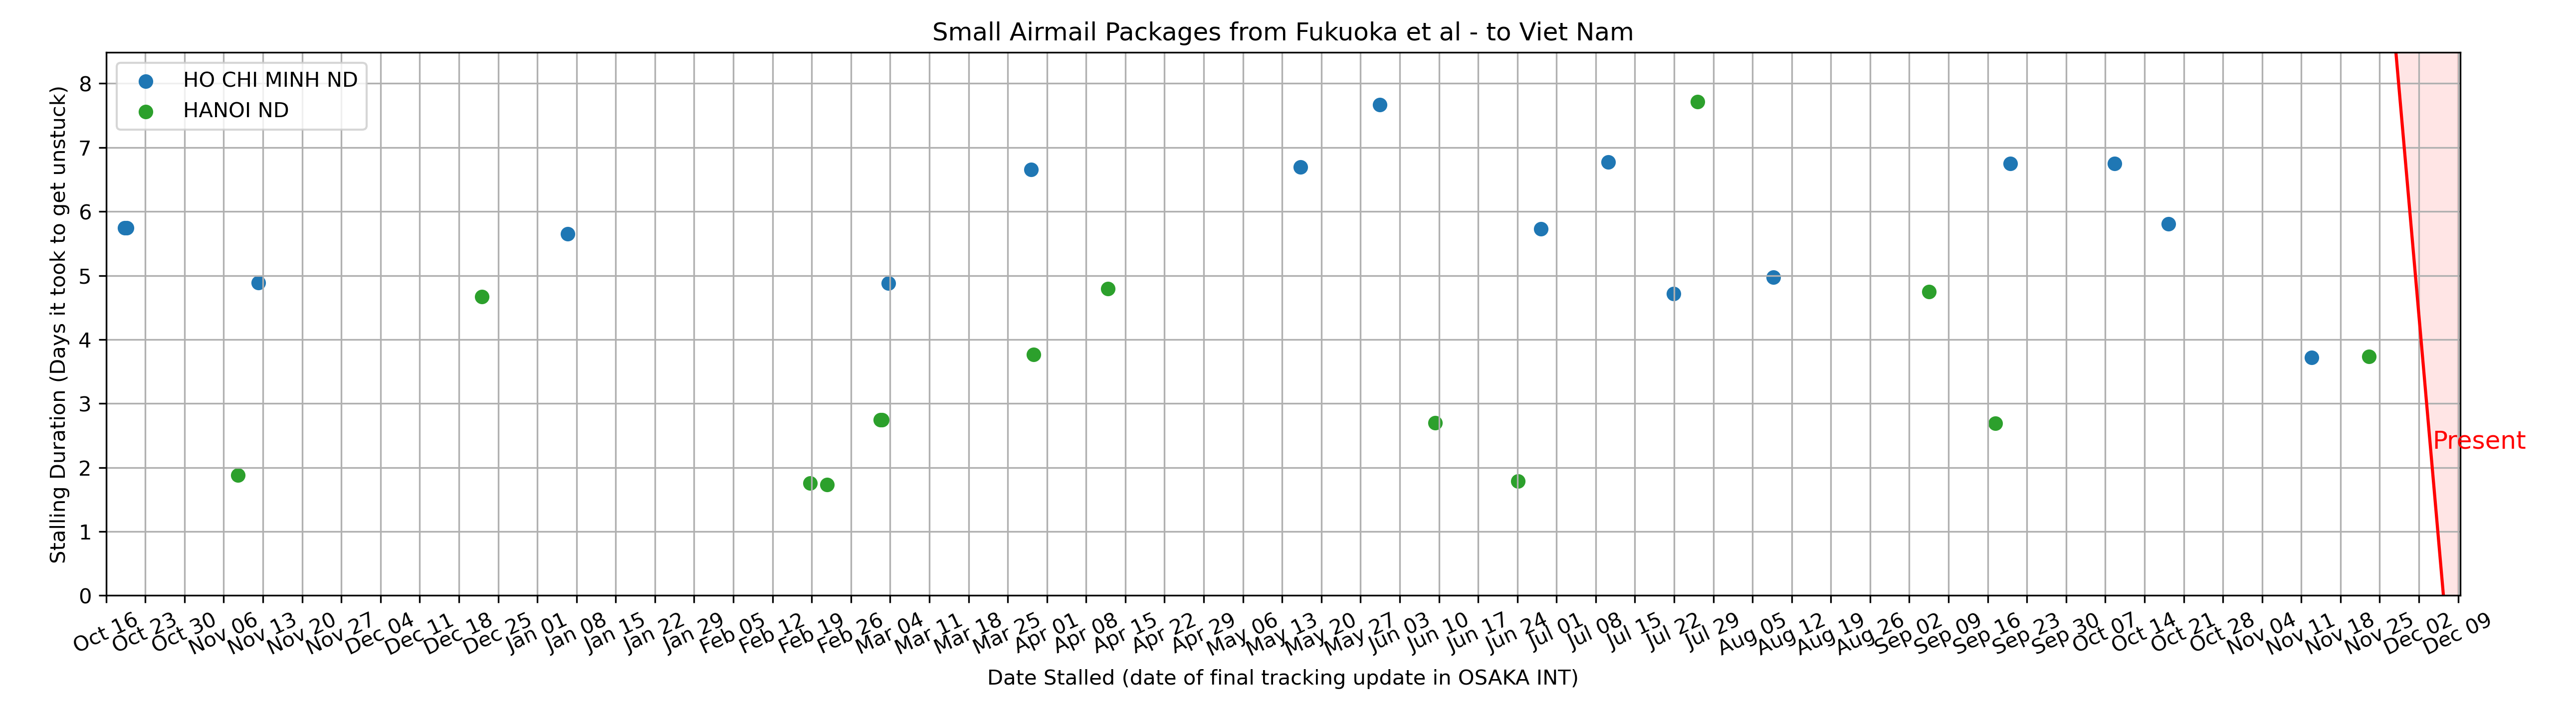 Small Airmail Packages from Fukuoka et al - to Viet Nam
HO CHI MINH ND
HANOI ND
Stalling Duration (Days it took to get unstuck)
8
7
6
5
4
3
2
1
0
Present
Oct 16
Oct 23
Oct 30
Nov 06
Nov 13
Nov 20
Nov 27
Dec 04
Dec 11
Dec 18
Dec 25
Jan 01
Jan 08
Jan 15
Jan 22
Jan 29
Feb 05
Feb 12
Feb 19
Feb 26
Mar 04
Mar 11
Mar 18
Mar 25
Apr 01
Apr 08
Apr 15
Apr 22
Apr 29
May 06
May 13
May 20
May 27
Jun 03
Jun 10
Jun 17
Jun 24
Jul 01
Jul 08
Jul 15
Jul 22
Jul 29
Aug 05
Aug 12
Aug 19
Aug 26
Sep 02
Sep 09
Sep 16
Sep 23
Sep 30
Oct 07
Oct 14
Oct 21
Oct 28
Nov 04
Nov 11
Nov 18
Nov 25
Dec 02
Dec 09
Date Stalled (date of final tracking update in OSAKA INT)